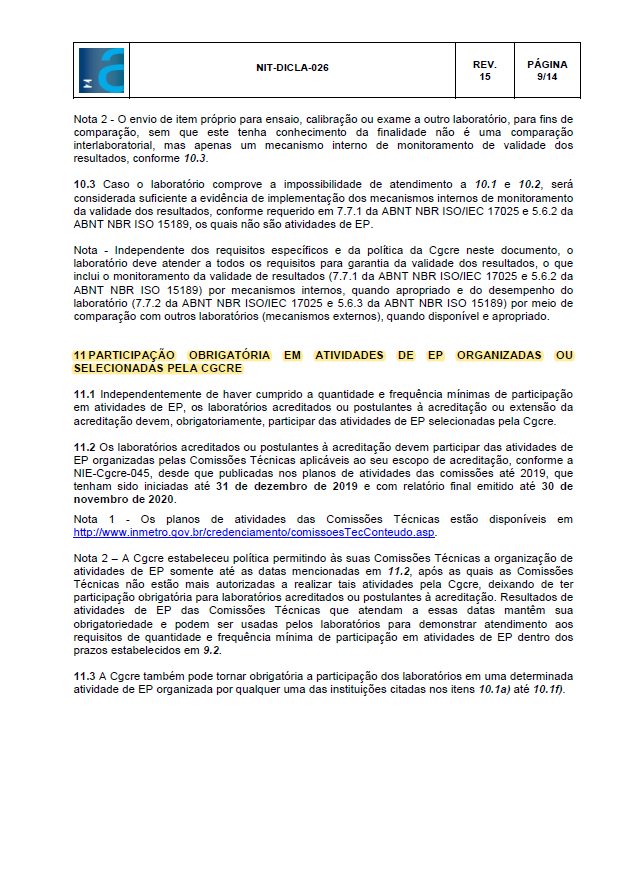 NIT-DICLA-026
REV.
15
PÁGINA
9/14
Nota 2 - O envio de item próprio para ensaio, calibração ou exame a outro laboratório, para fins de
comparação, sem que este tenha conhecimento da finalidade não é uma comparação
interlaboratorial, mas apenas um mecanismo interno de monitoramento de validade dos
resultados, conforme 10.3.
10.3 Caso o laboratório comprove a impossibilidade de atendimento a 10.1 e 10.2, será
considerada suficiente a evidência de implementação dos mecanismos internos de monitoramento
da validade dos resultados, conforme requerido em 7.7.1 da ABNT NBR ISO/IEC 17025 e 5.6.2 da
ABNT NBR ISO 15189, os quais não são atividades de EP.
Nota - Independente dos requisitos específicos e da política da Cgcre neste documento, o
laboratório deve atender a todos os requisitos para garantia da validade dos resultados, o que
inclui o monitoramento da validade de resultados (7.7.1 da ABNT NBR ISO/IEC 17025 e 5.6.2 da
ABNT NBR ISO 15189) por mecanismos internos, quando apropriado e do desempenho do
laboratório (7.7.2 da ABNT NBR ISO/IEC 17025 e 5.6.3 da ABNT NBR ISO 15189) por meio de
comparação com outros laboratórios (mecanismos externos), quando disponível e apropriado.
11 PARTICIPAÇÃO OBRIGATÓRIA EM ATIVIDADES DE EP ORGANIZADAS OU
SELECIONADAS PELA CGCRE
11.1 Independentemente de haver cumprido a quantidade e frequência mínimas de participação
em atividades de EP, os laboratórios acreditados ou postulantes à acreditação ou extensão da
acreditação devem, obrigatoriamente, participar das atividades de EP selecionadas pela Cgcre.
11.2 Os laboratórios acreditados ou postulantes à acreditação devem participar das atividades de
EP organizadas pelas Comissões Técnicas aplicáveis ao seu escopo de acreditação, conforme a
NIE-Cgcre-045, desde que publicadas nos planos de atividades das comissões até 2019, que
tenham sido iniciadas até 31 de dezembro de 2019 e com relatório final emitido até 30 de
novembro de 2020.
Nota 1 - Os planos de atividades das Comissões Técnicas estão disponíveis em
http://www.inmetro.gov.br/credenciamento/comissoesTecConteudo.asp.
Nota 2 – A Cgcre estabeleceu política permitindo às suas Comissões Técnicas a organização de
atividades de EP somente até as datas mencionadas em 11.2, após as quais as Comissões
Técnicas não estão mais autorizadas a realizar tais atividades pela Cgcre, deixando de ter
participação obrigatória para laboratórios acreditados ou postulantes à acreditação. Resultados de
atividades de EP das Comissões Técnicas que atendam a essas datas mantêm sua
obrigatoriedade e podem ser usadas pelos laboratórios para demonstrar atendimento aos
requisitos de quantidade e frequência mínima de participação em atividades de EP dentro dos
prazos estabelecidos em 9.2.
11.3 A Cgcre também pode tornar obrigatória a participação dos laboratórios em uma determinada
atividade de EP organizada por qualquer uma das instituições citadas nos itens 10.1a) até 10.1f).